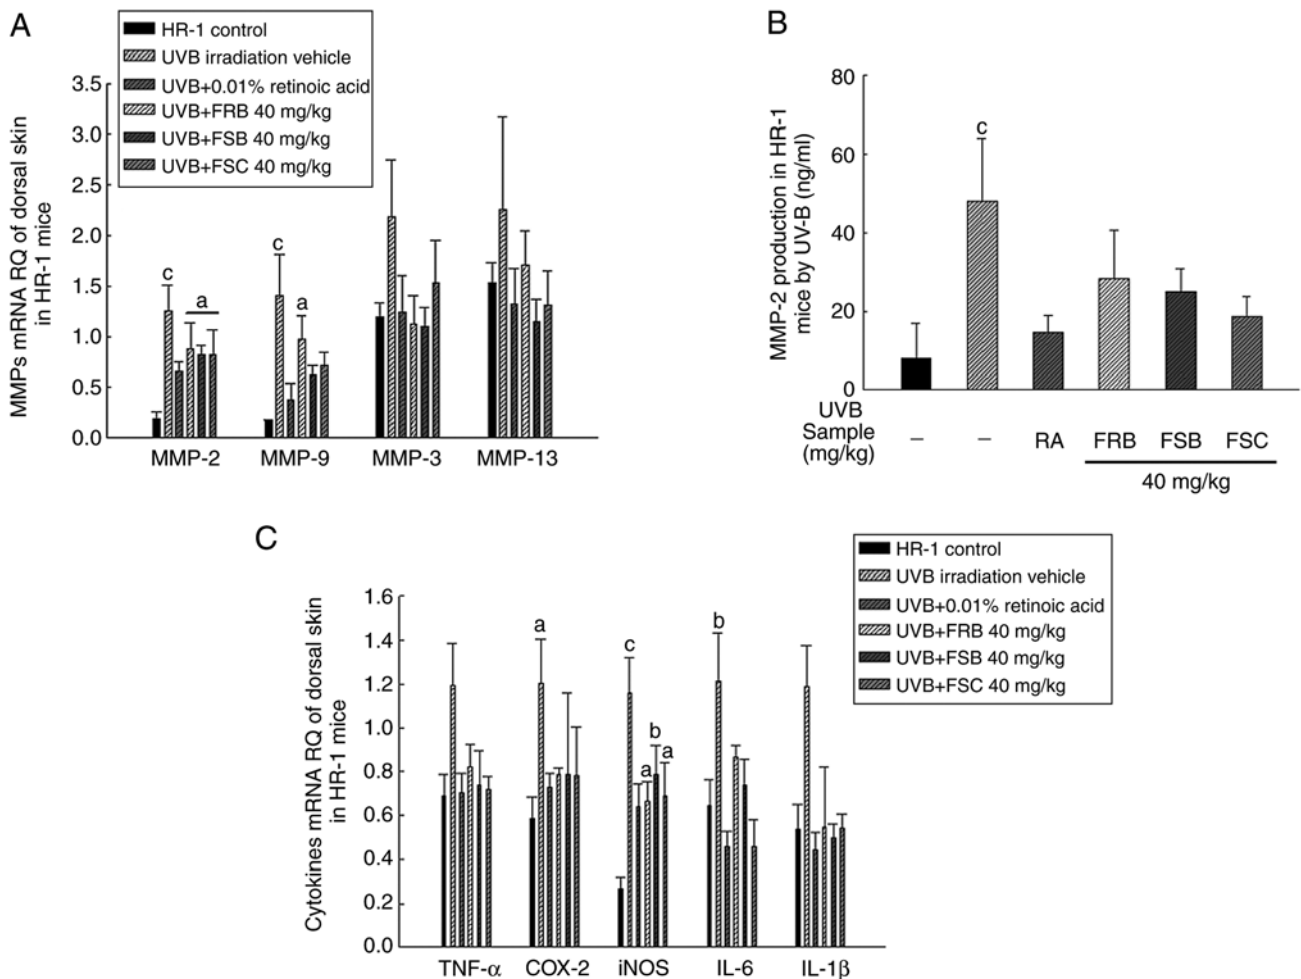 A
HR-1 control
UVB irradiation vehicle
UVB+0.01% retinoic acid
UVB+FRB 40 mg/kg
UVB+FSB 40 mg/kg
UVB+FSC 40 mg/kg
MMPs mRNA RQ of dorsal skin
in HR-1 mice
3.5
3.0
2.5
2.0
1.5
1.0
0.5
0.0
c
a
c
a
MMP-2 MMP-9 MMP-3 MMP-13
B
MMP-2 production in HR-1
mice by UV-B (ng/ml)
80
60
40
20
0
c
UVB
Sample
(mg/kg)
– – RA FRB FSB FSC
40 mg/kg
C
HR-1 control
UVB irradiation vehicle
UVB+0.01% retinoic acid
UVB+FRB 40 mg/kg
UVB+FSB 40 mg/kg
UVB+FSC 40 mg/kg
Cytokines mRNA RQ of dorsal skin
in HR-1 mice
1.6
1.4
1.2
1.0
0.8
0.6
0.4
0.2
0.0
a
c
a
b
a
b
TNF-α COX-2 iNOS IL-6 IL-1β